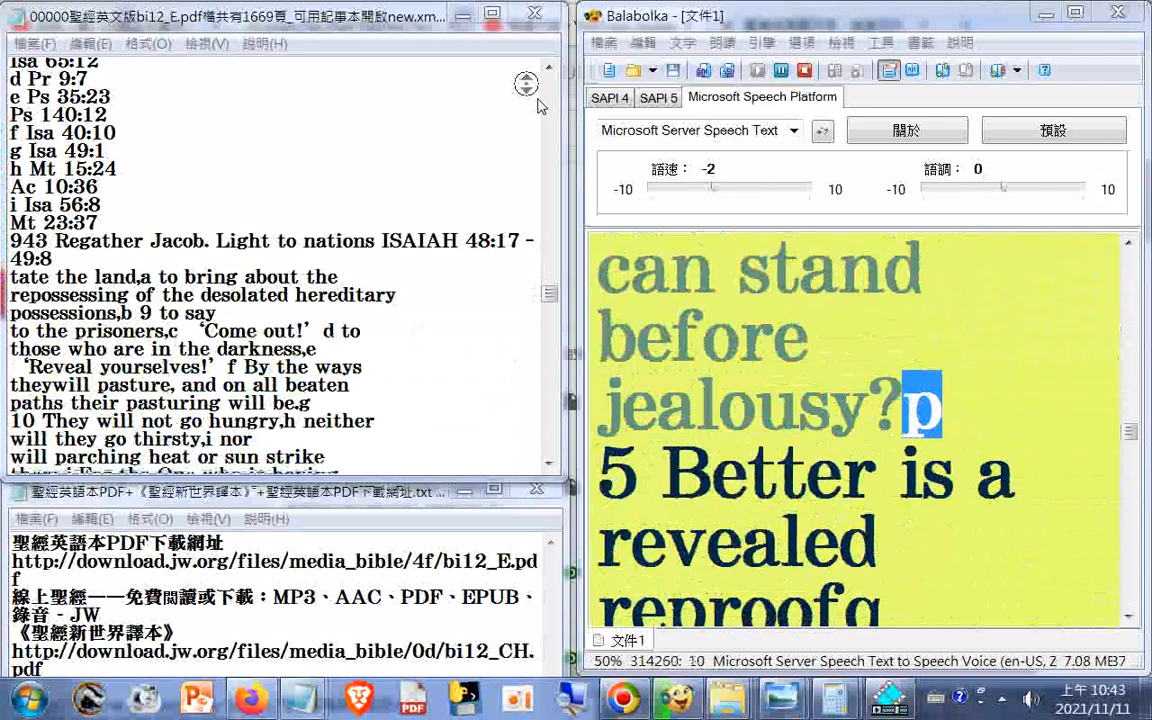 00000聖經英文版bi12_E.pdf檔共有1669頁_可用記事本開啟new.xm...
檔案(F) 編輯(E) 格式(O) 檢視(V) 說明(H)
Isa 65:12
d Pr 9:7
e Ps 35:23
Ps 140:12
f Isa 40:10
g Isa 49:1
h Mt 15:24
Ac 10:36
i Isa 56:8
Mt 23:37
943 Regather Jacob. Light to nations ISAIAH 48:17 -
49:8
tate the land,a to bring about the
repossessing of the desolated hereditary
possessions,b 9 to say
to the prisoners,c ‘Come out!’ d to
those who are in the darkness,e
‘Reveal yourselves!’ f By the ways
theywill pasture, and on all beaten
paths their pasturing will be.g
10 They will not go hungry,h neither
will they go thirsty,i nor
will parching heat or sun strike
聖經英語本PDF+《聖經新世界譯本》+聖經英語本PDF下載網址.txt ...
檔案(F) 編輯(E) 格式(O) 檢視(V) 說明(H)
聖經英語本PDF下載網址
http://download.jw.org/files/media_bible/4f/bi12_E.pd
f
線上聖經——免費閱讀或下載：MP3、AAC、PDF、EPUB、
錄音 - JW
《聖經新世界譯本》
http://download.jw.org/files/media_bible/0d/bi12_CH.
pdf
Balabolka - [文件1]
檔案 編輯 文字 朗讀 引擎 選項 檢視 工具 書籤 說明
SAPI 4 SAPI 5 Microsoft Speech Platform
Microsoft Server Speech Text 關於 預設
語速： -2 語調： 0
-10 10 -10 10
can stand
before
jealousy?p
5 Better is a
revealed
reproofq
文件1
50% 314260: 10 Microsoft Server Speech Text to Speech Voice (en-US, Z 7.08 MB7
上午 10:43
2021/11/11